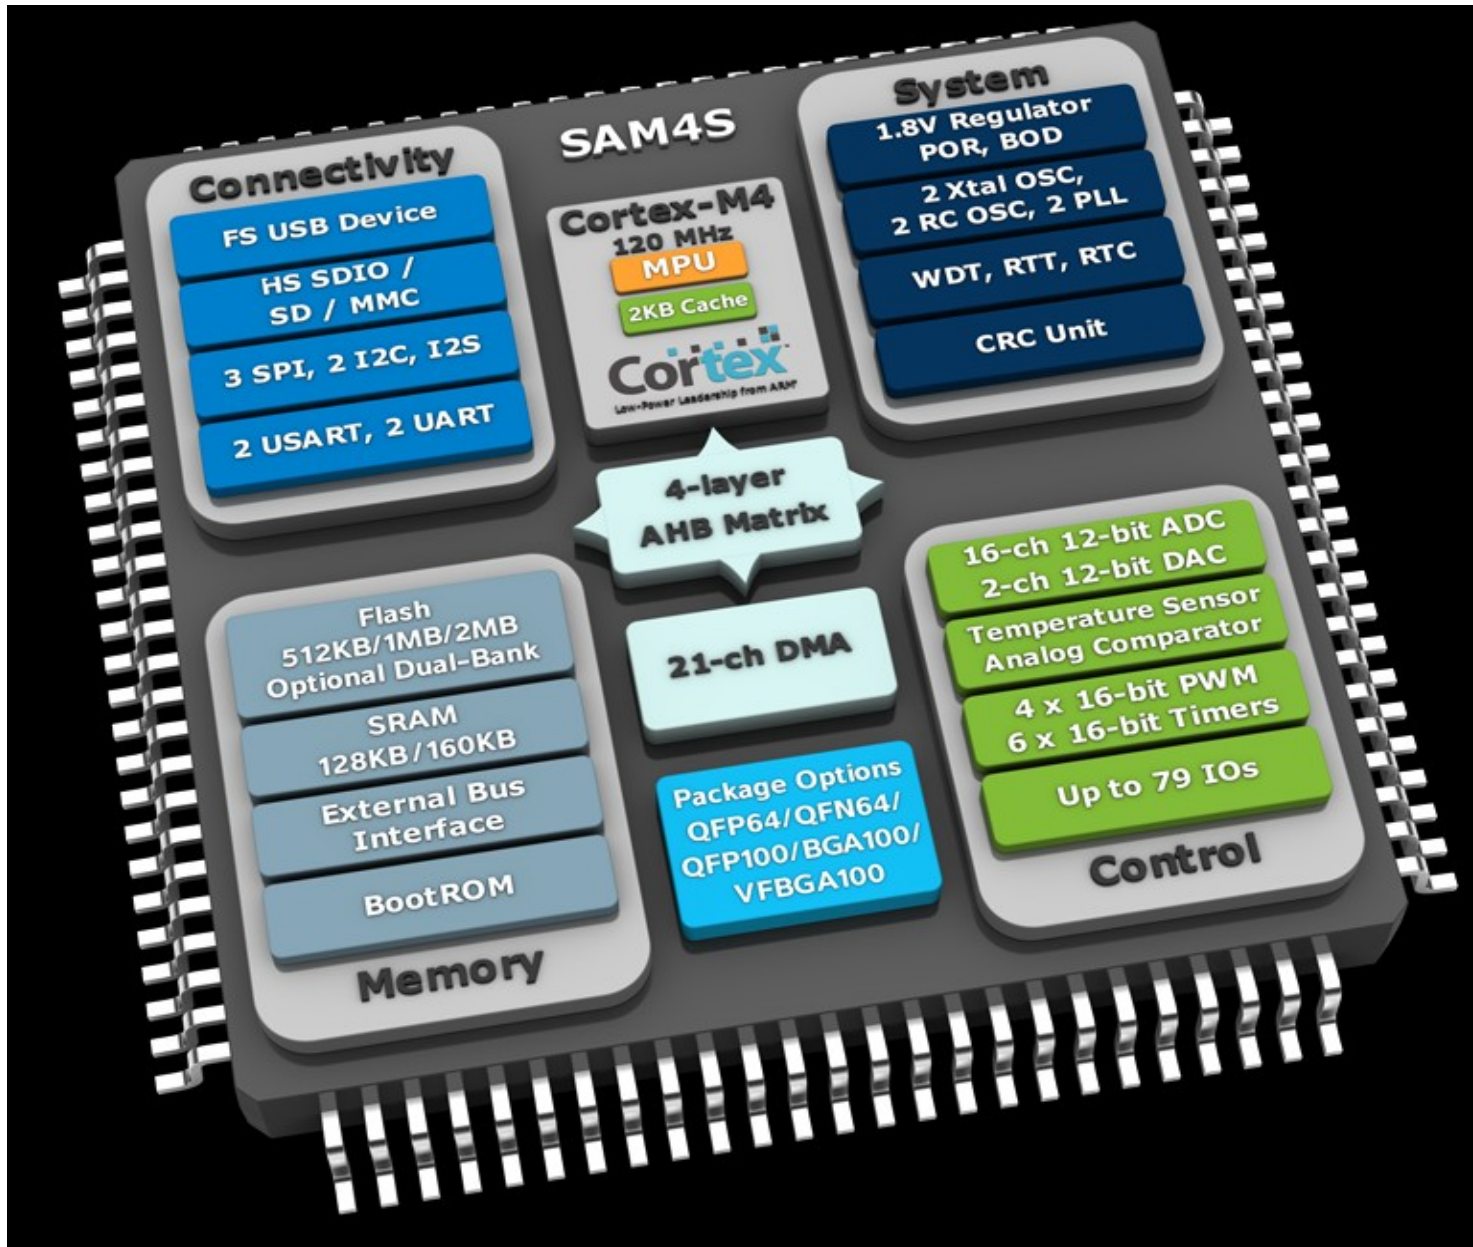 SAM4S
Connectivity
FS USB Device
HS SDIO /
SD / MMC
3 SPI, 2 I2C, I2S
2 USART, 2 UART
Cortex-M4
120 MHz
MPU
2KB Cache
Cortex
Low-Power Leadership from ARM
System
1.8V Regulator
POR, BOD
2 Xtal OSC,
2 RC OSC, 2 PLL
WDT, RTT, RTC
CRC Unit
4-layer
AHB Matrix
21-ch DMA
Flash
512KB/1MB/2MB
Optional Dual-Bank
SRAM
128KB/160KB
External Bus
Interface
BootROM
Memory
Package Options
QFP64/QFN64/
QFP100/BGA100/
VFBGA100
16-ch 12-bit ADC
2-ch 12-bit DAC
Temperature Sensor
Analog Comparator
4 x 16-bit PWM
6 x 16-bit Timers
Up to 79 IOs
Control